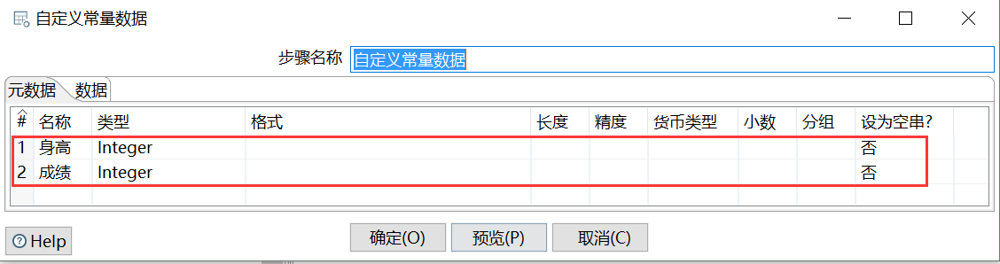 自定义常量数据
步骤名称 自定义常量数据
元数据 数据
# 名称 类型 格式 长度 精度 货币类型 小数 分组 设为空串?
1 身高 Integer 否
2 成绩 Integer 否
Help 确定(O) 预览(P) 取消(C)